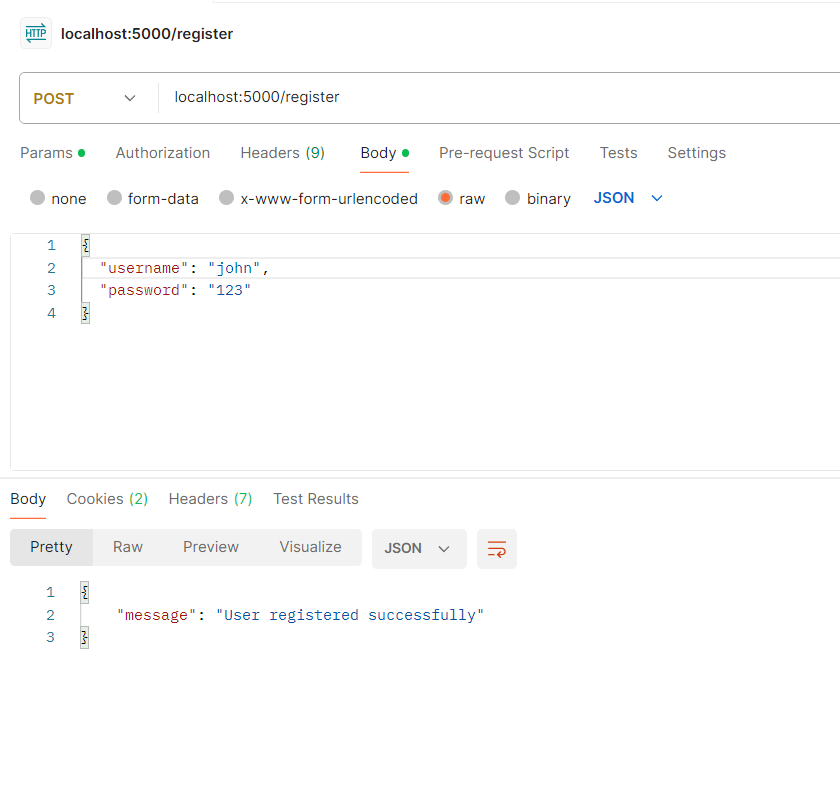 HTTP localhost:5000/register
POST localhost:5000/register
Params Authorization Headers (9) Body Pre-request Script Tests Settings
none form-data x-www-form-urlencoded raw binary JSON
1 {
2 "username": "john",
3 "password": "123"
4 }
Body Cookies (2) Headers (7) Test Results
Pretty Raw Preview Visualize JSON
1 {
2 "message": "User registered successfully"
3 }